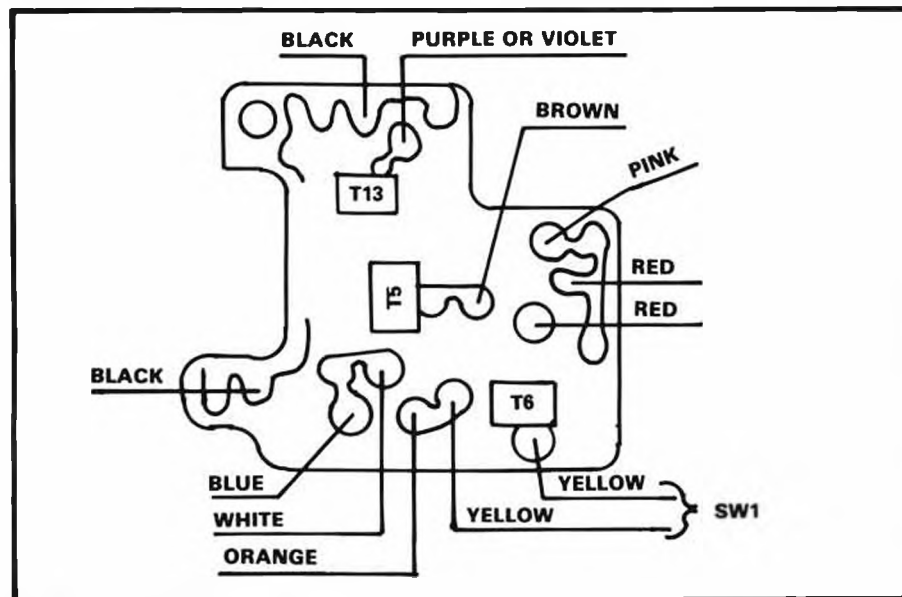 BLACK
PURPLE OR VIOLET
BROWN
PINK
T13
RED
T5
RED
BLACK
T6
BLUE
YELLOW
WHITE
YELLOW
SW1
ORANGE